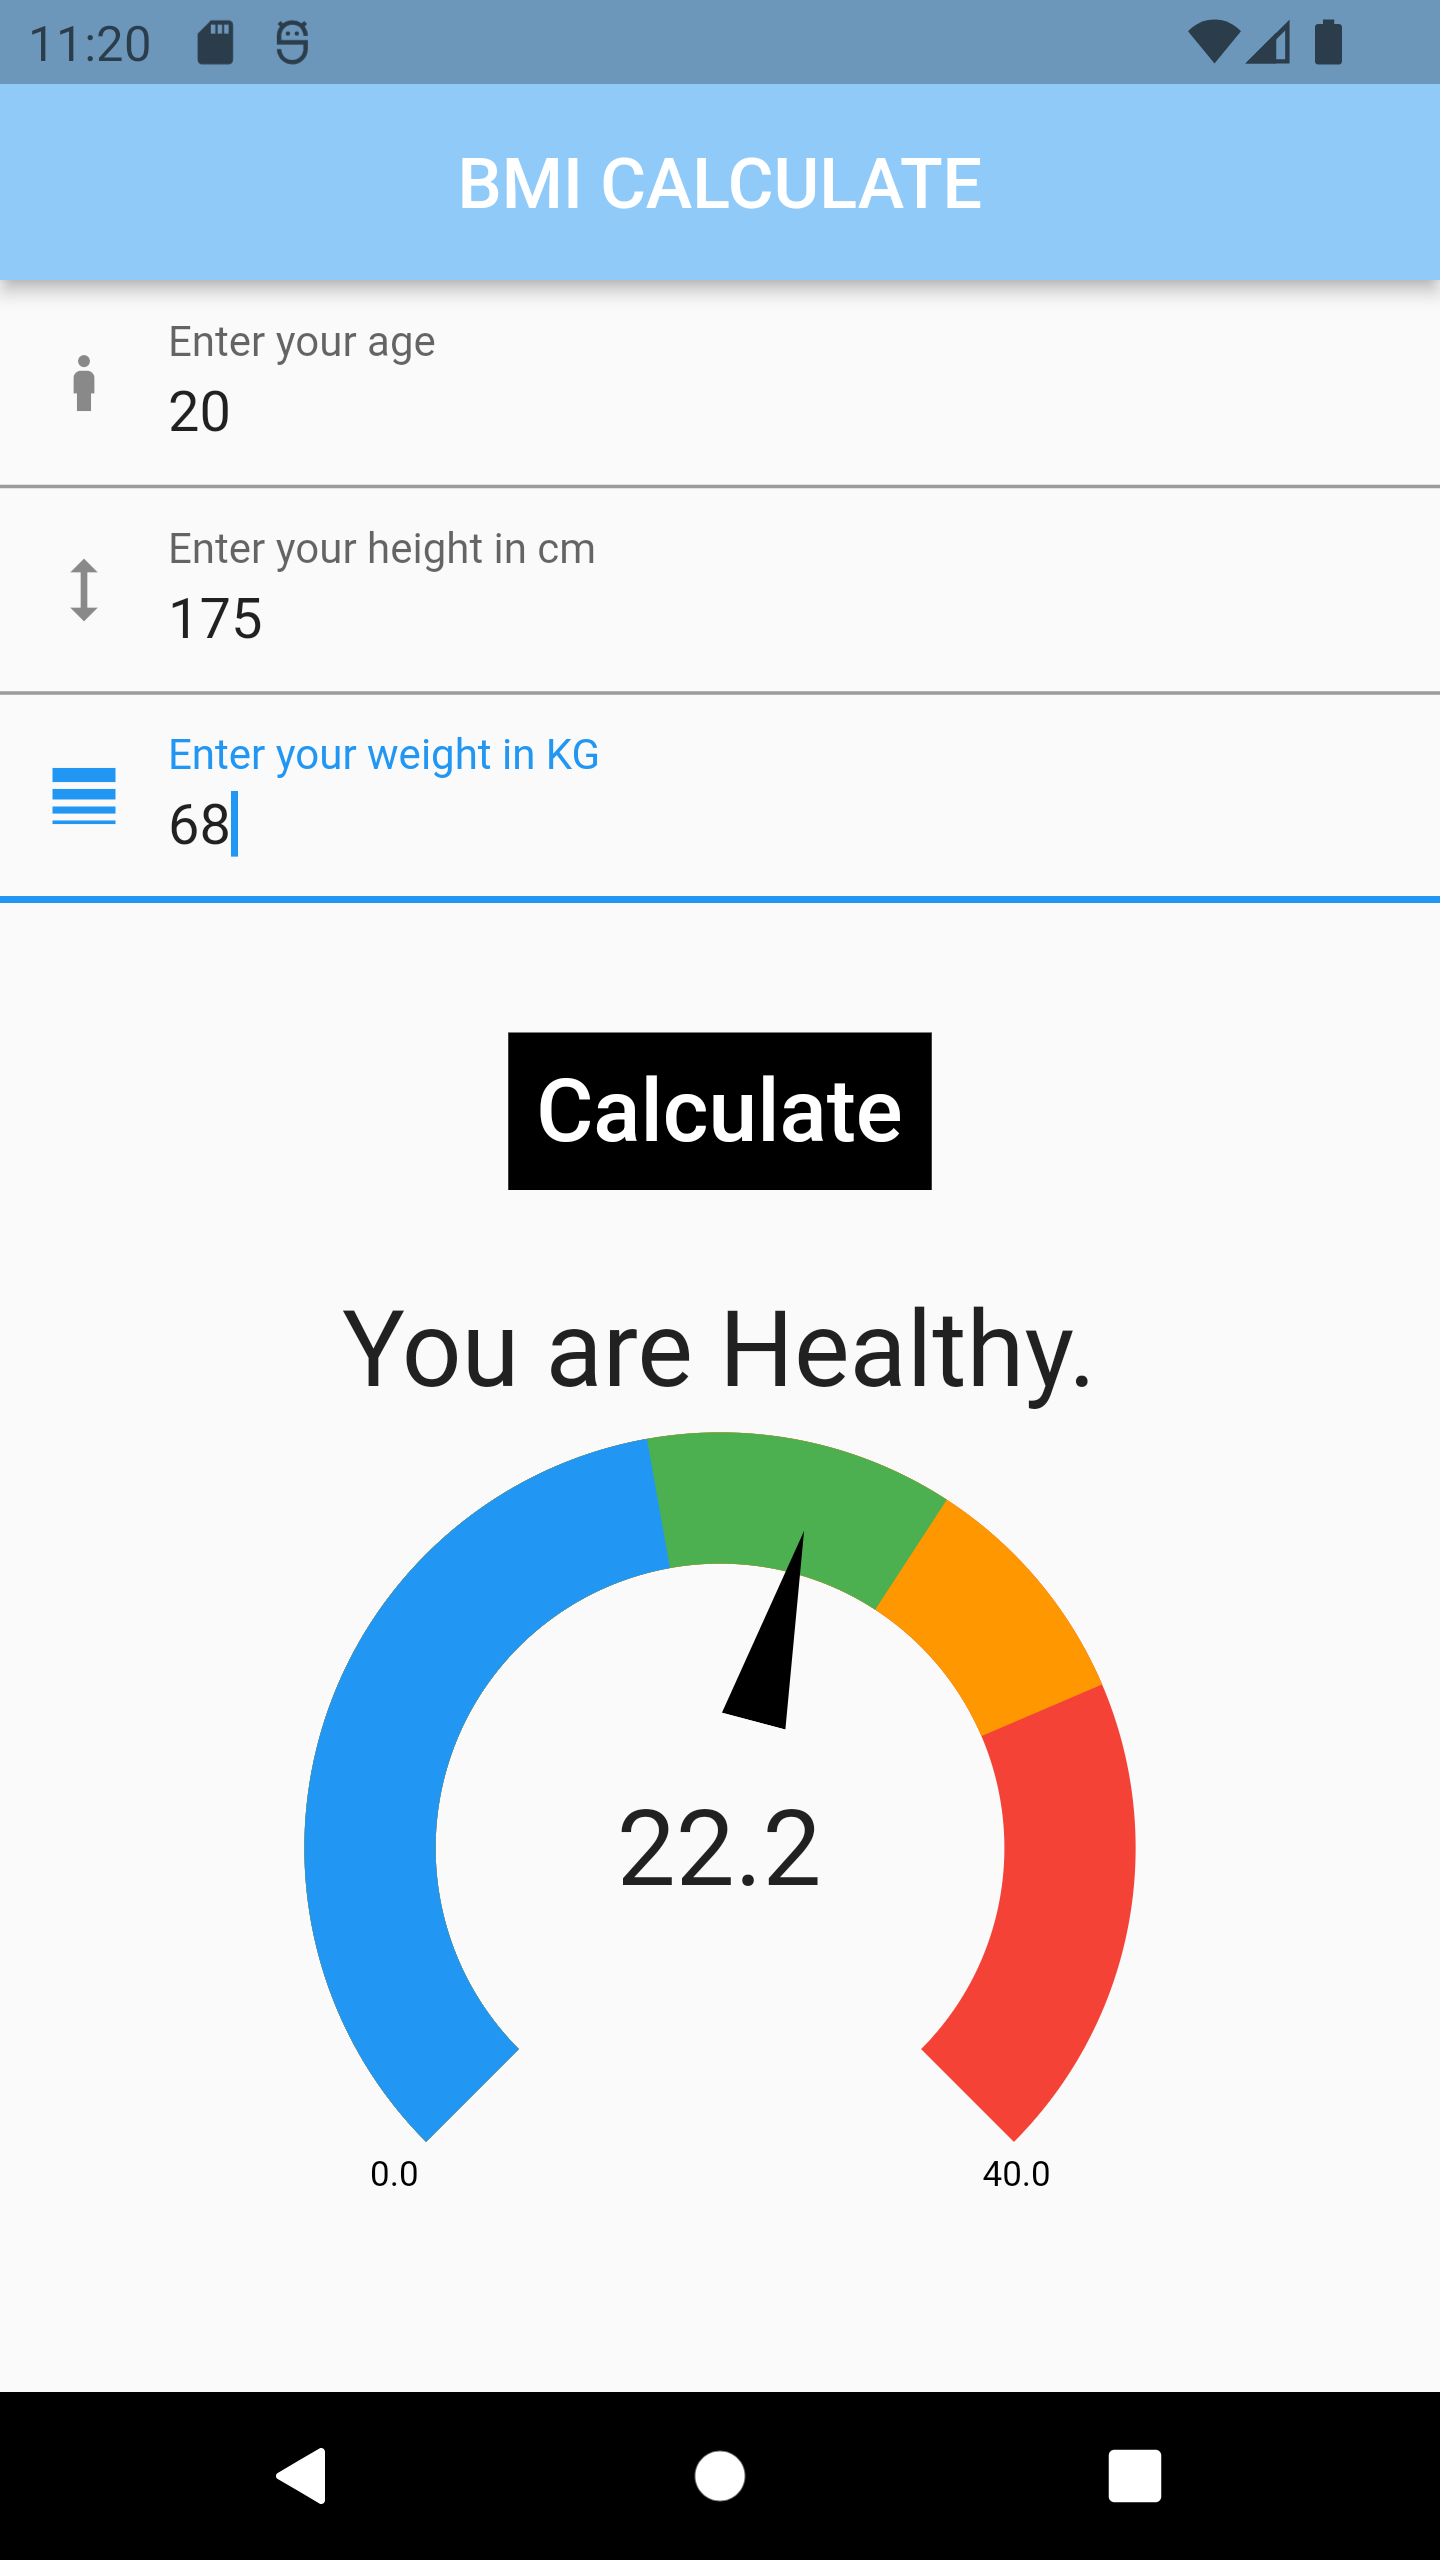 11:20
BMI CALCULATE
Enter your age
20
Enter your height in cm
175
Enter your weight in KG
68
Calculate
You are Healthy.
22.2
0.0
40.0